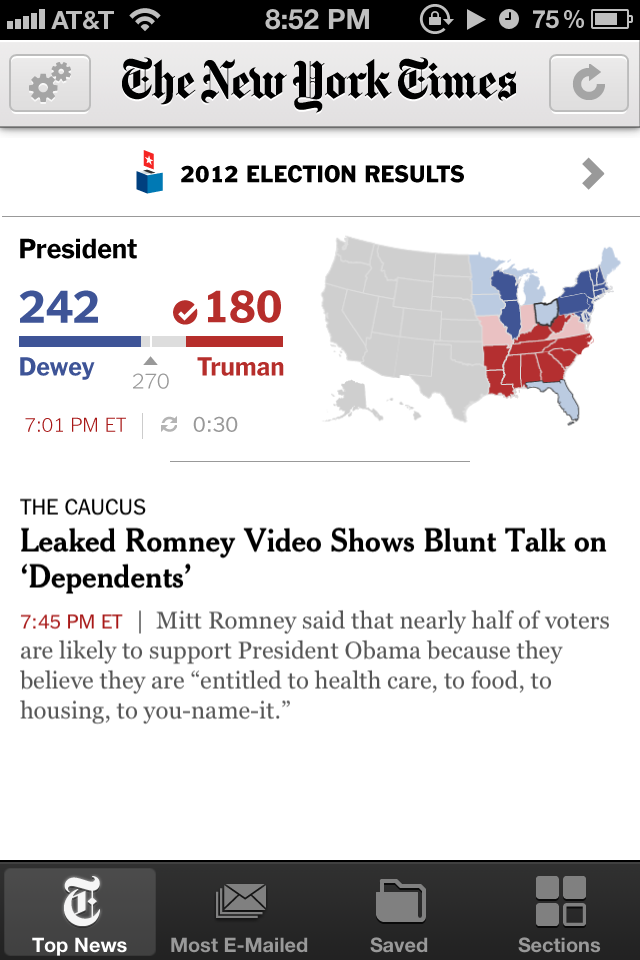 AT&T 8:52 PM 75%
The New York Times
2012 ELECTION RESULTS
President
242 180
Dewey Truman
270
7:01 PM ET 0:30
THE CAUCUS
Leaked Romney Video Shows Blunt Talk on
‘Dependents’
7:45 PM ET | Mitt Romney said that nearly half of voters
are likely to support President Obama because they
believe they are “entitled to health care, to food, to
housing, to you-name-it.”
T
Top News Most E-Mailed Saved Sections